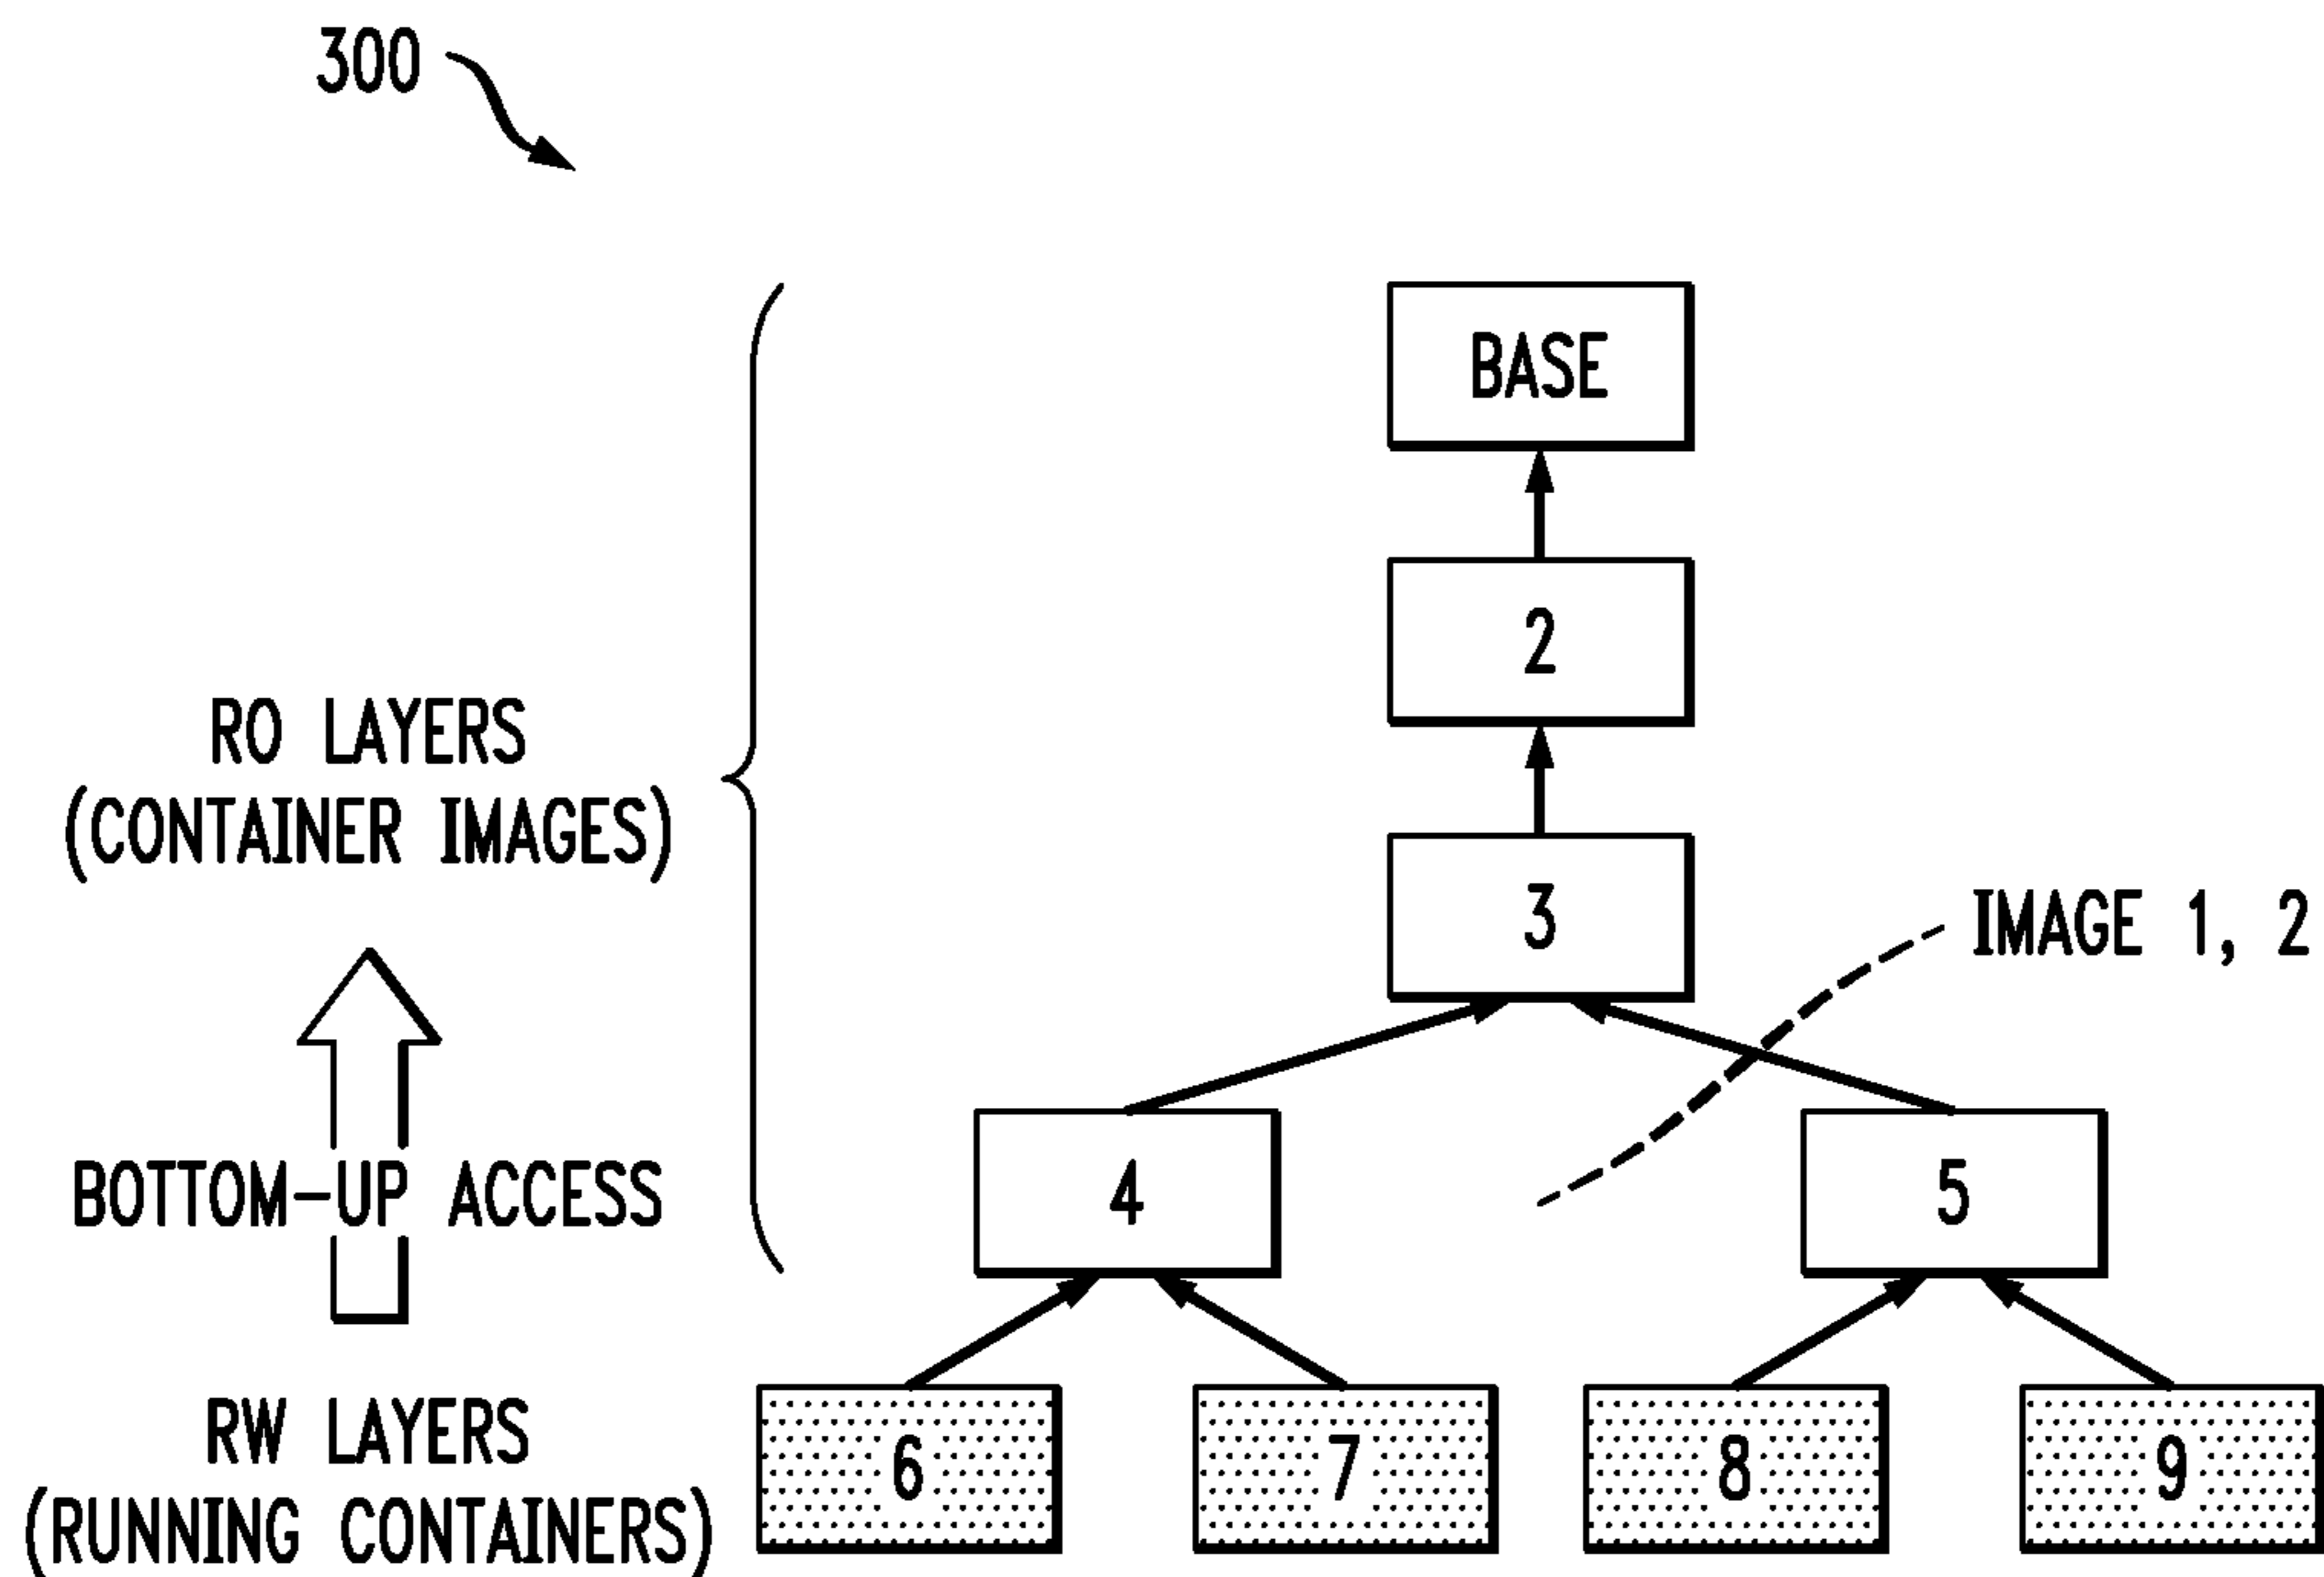 300
BASE
2
RO LAYERS
(CONTAINER IMAGES)
3
IMAGE 1, 2
BOTTOM-UP ACCESS
4
5
RW LAYERS
(RUNNING CONTAINERS)
6
7
8
9